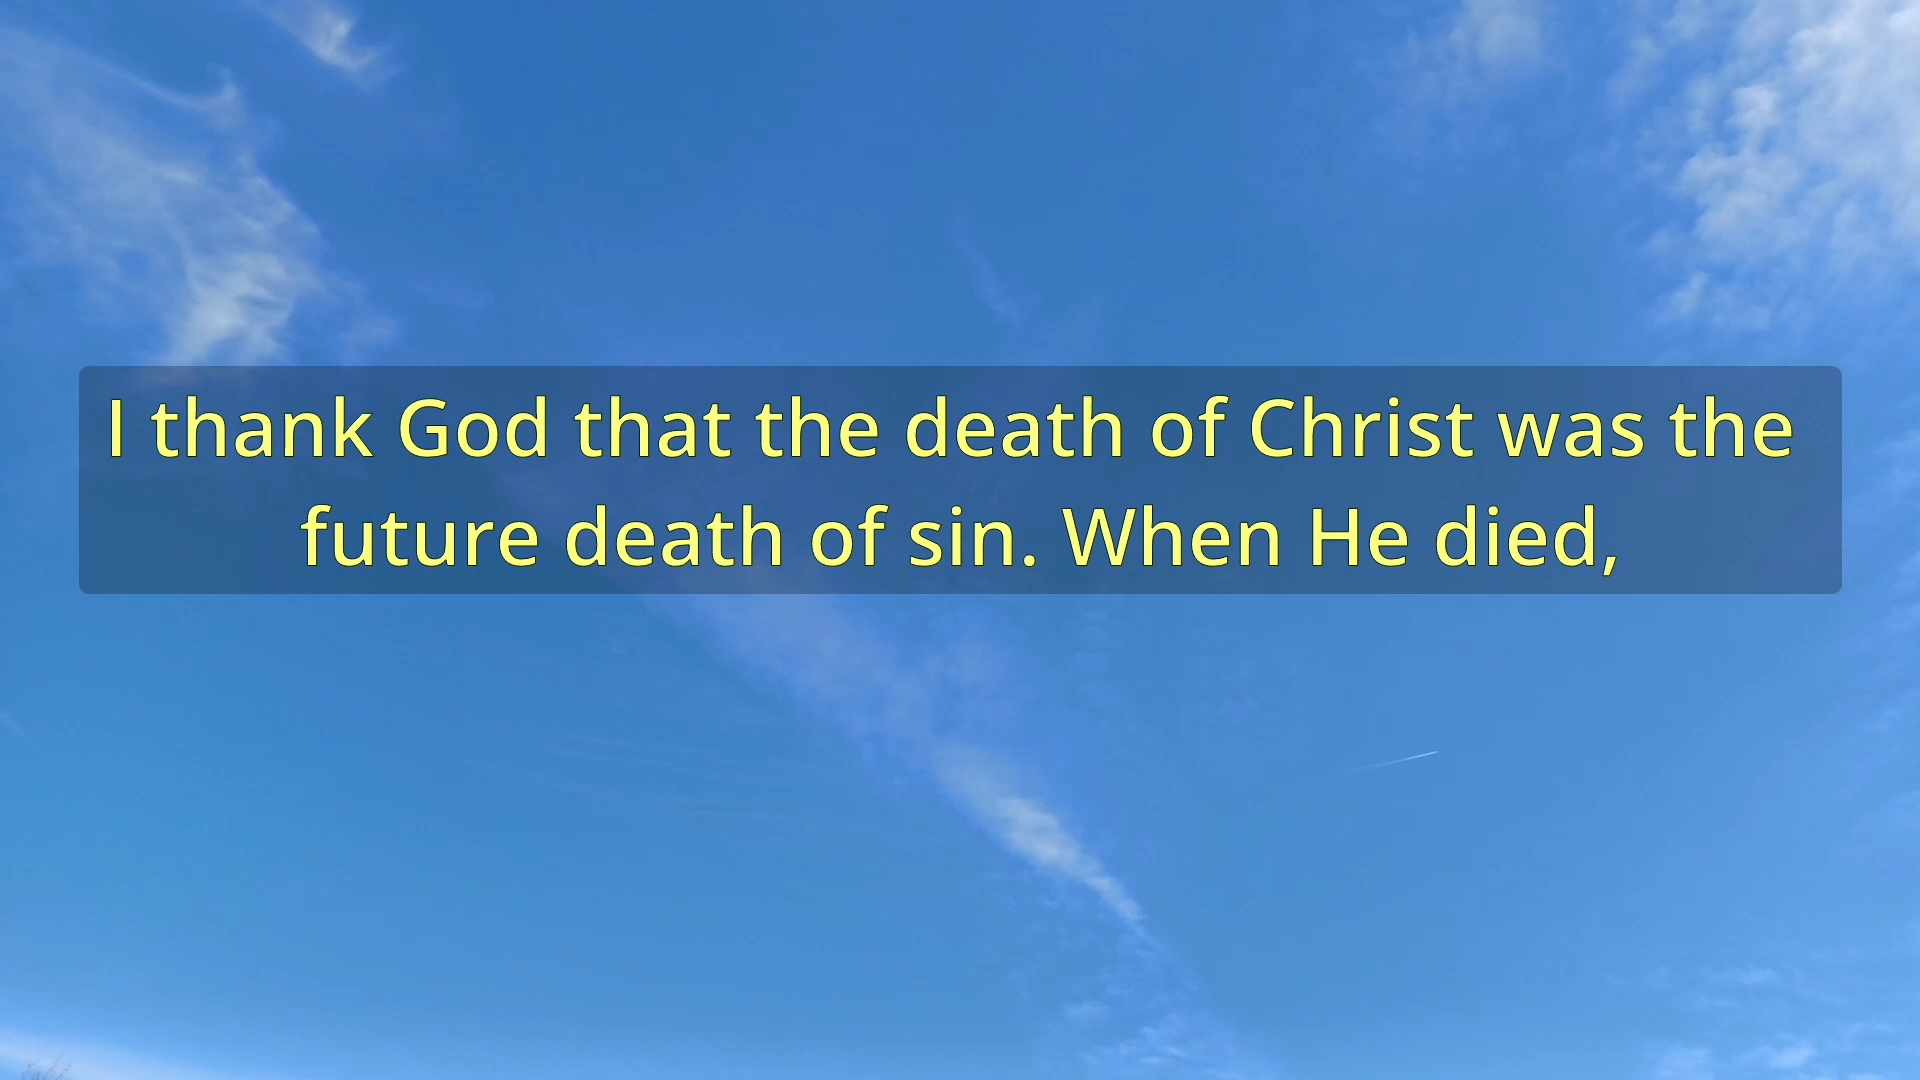 I thank God that the death of Christ was the
future death of sin. When He died,